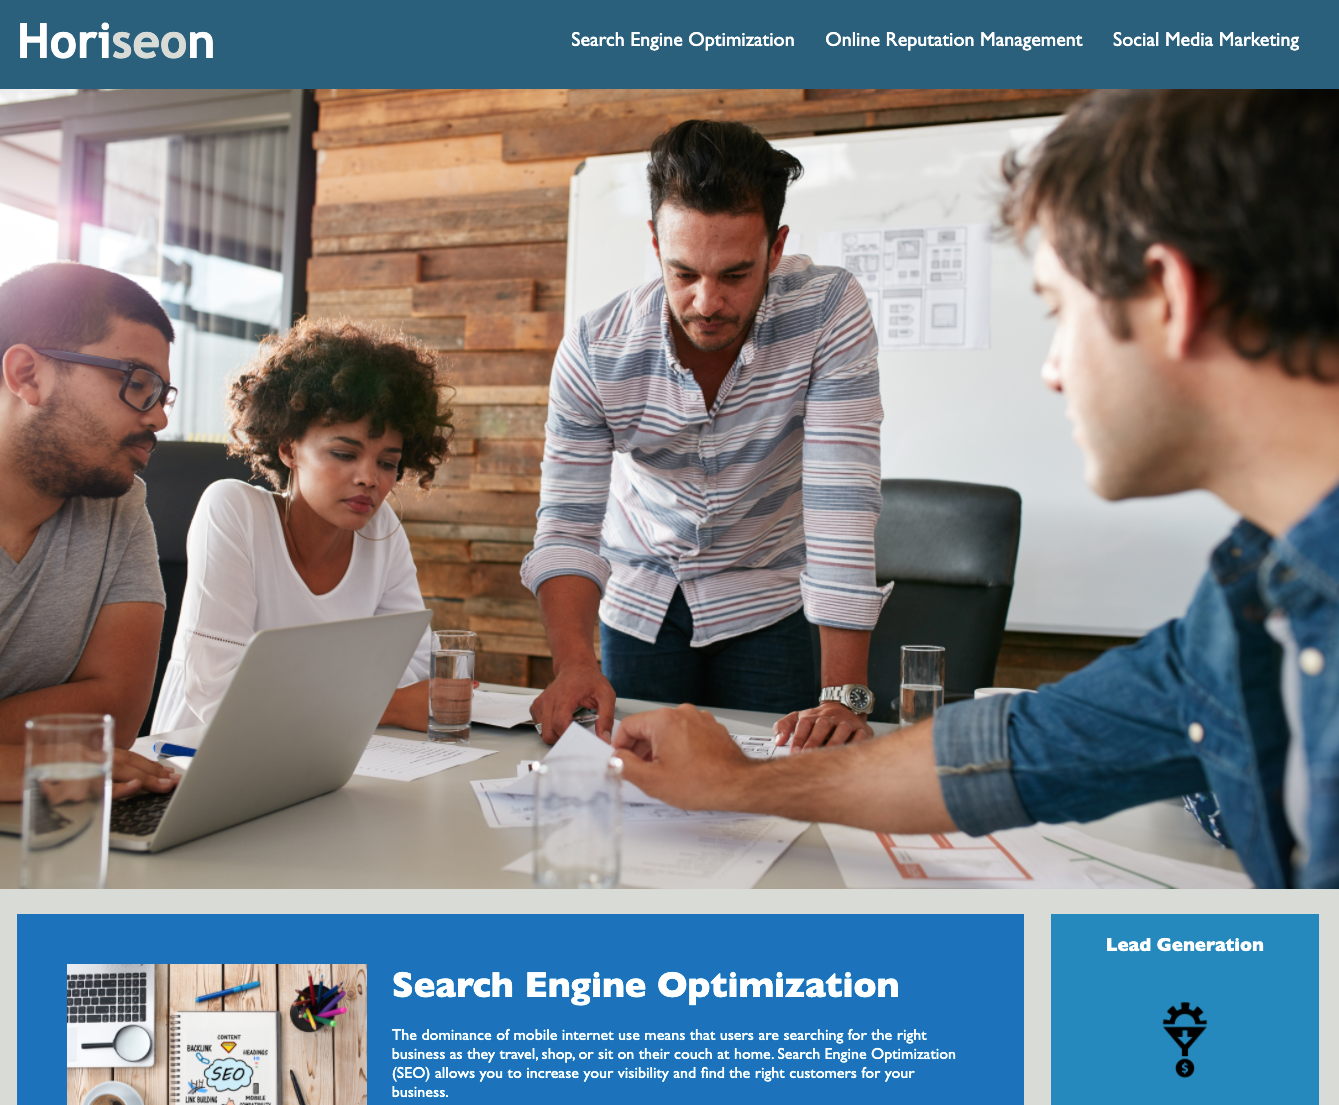 Horiseon
Search Engine Optimization
Online Reputation Management
Social Media Marketing
Search Engine Optimization
The dominance of mobile internet use means that users are searching for the right
business as they travel, shop, or sit on their couch at home. Search Engine Optimization
(SEO) allows you to increase your visibility and find the right customers for your
business.
CONTENT
BACKLINK
HEADINGS
SEO
LINK BUILDING
MOBILE
Lead Generation
$